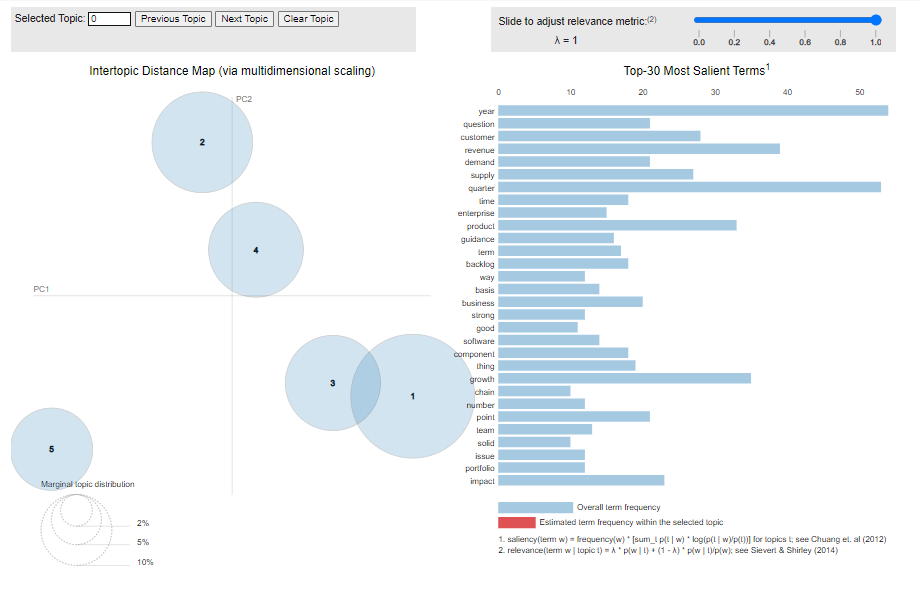 Selected Topic: 0 Previous Topic Next Topic Clear Topic
Slide to adjust relevance metric:(2)
λ = 1
0.0 0.2 0.4 0.6 0.8 1.0
Intertopic Distance Map (via multidimensional scaling)
PC2
PC1
2
4
3
1
5
Marginal topic distribution
2%
5%
10%
Top-30 Most Salient Terms1
0 10 20 30 40 50
year
question
customer
revenue
demand
supply
quarter
time
enterprise
product
guidance
term
backlog
way
basis
business
strong
good
software
component
thing
growth
chain
number
point
team
solid
issue
portfolio
impact
Overall term frequency
Estimated term frequency within the selected topic
1. saliency(term w) = frequency(w) * [sum_t p(t | w) * log(p(t | w)/p(t))] for topics t; see Chuang et. al (2012)
2. relevance(term w | topic t) = λ * p(w | t) + (1 - λ) * p(w | t)/p(w); see Sievert & Shirley (2014)